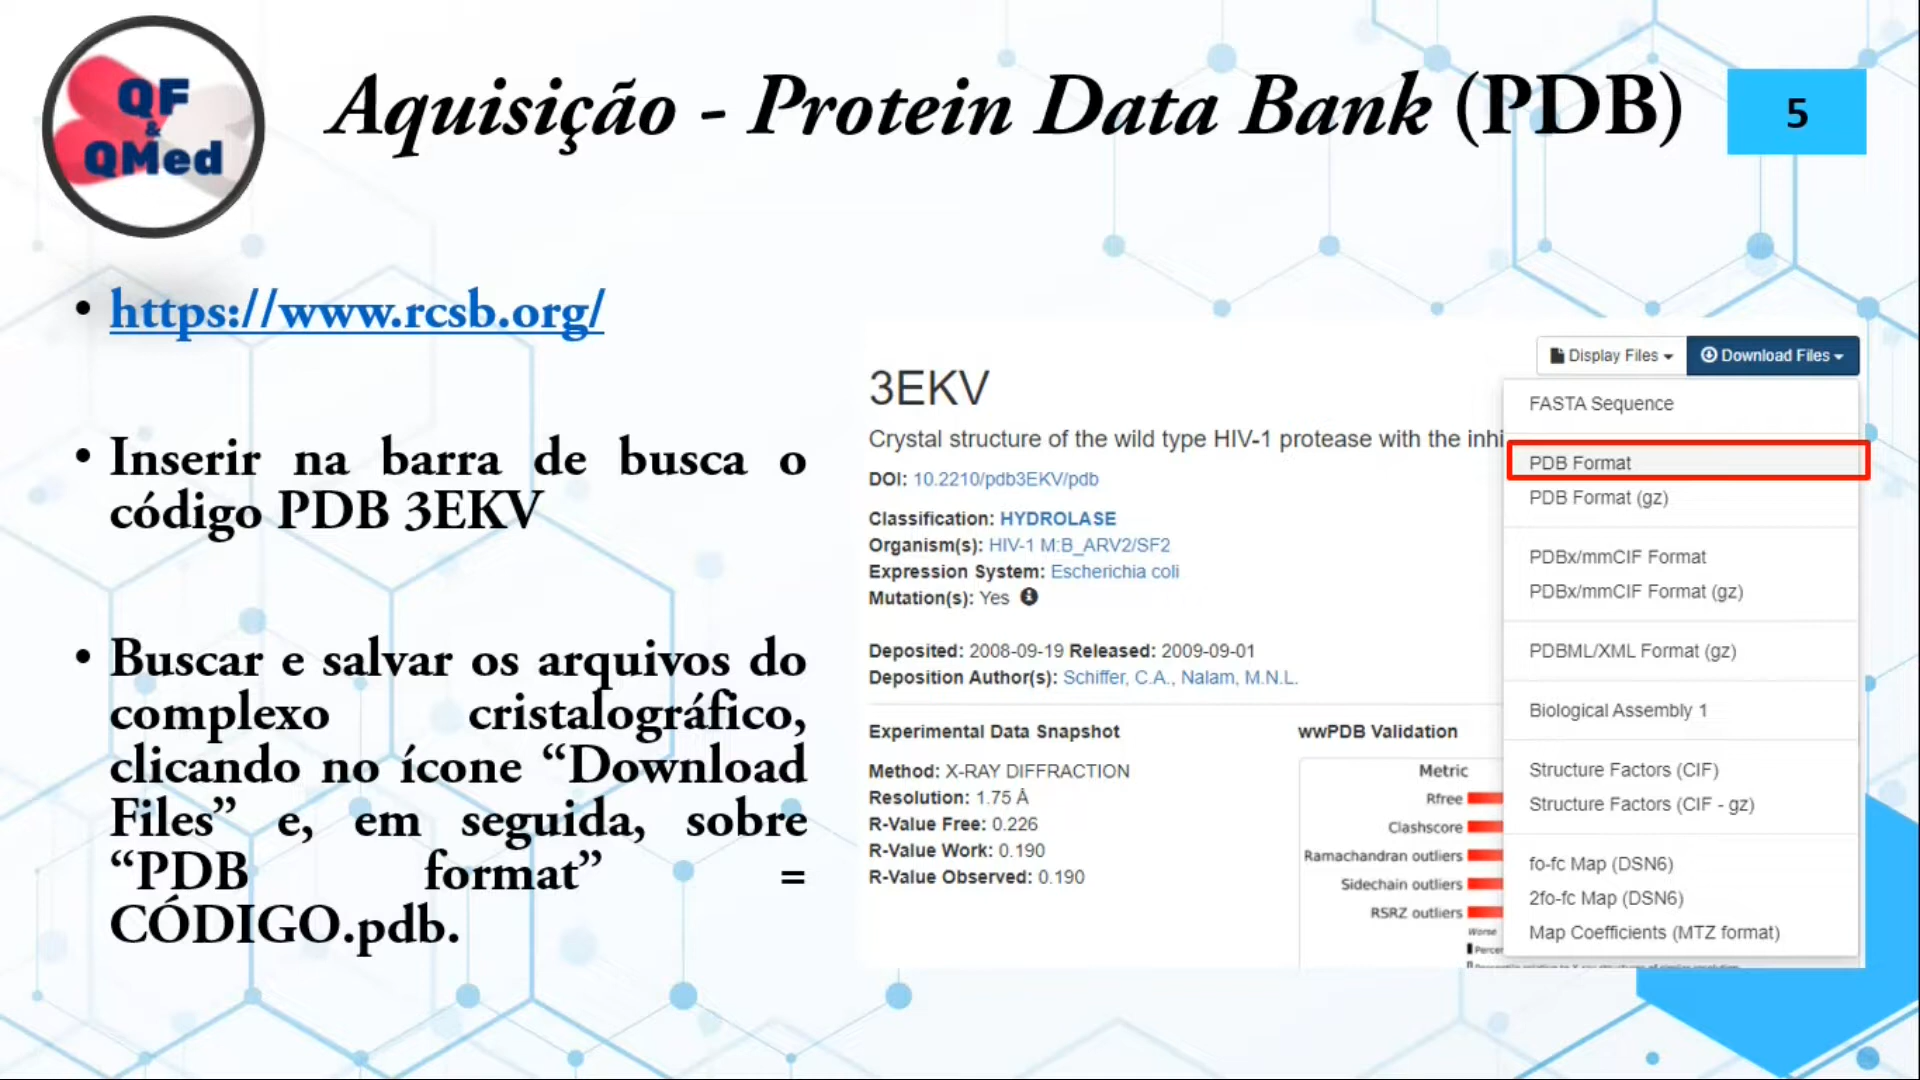 QF
&
QMed
Aquisição - Protein Data Bank (PDB)
5
• https://www.rcsb.org/
• Inserir na barra de busca o
código PDB 3EKV
• Buscar e salvar os arquivos do
complexo cristalográfico,
clicando no ícone “Download
Files” e, em seguida, sobre
“PDB format” =
CÓDIGO.pdb.
Display Files
Download Files
3EKV
Crystal structure of the wild type HIV-1 protease with the inhi
DOI: 10.2210/pdb3EKV/pdb
Classification: HYDROLASE
Organism(s): HIV-1 M:B_ARV2/SF2
Expression System: Escherichia coli
Mutation(s): Yes
Deposited: 2008-09-19 Released: 2009-09-01
Deposition Author(s): Schiffer, C.A., Nalam, M.N.L.
Experimental Data Snapshot
Method: X-RAY DIFFRACTION
Resolution: 1.75 Å
R-Value Free: 0.226
R-Value Work: 0.190
R-Value Observed: 0.190
wwPDB Validation
Metric
Rfree
Clashscore
Ramachandran outliers
Sidechain outliers
RSRZ outliers
Worse
FASTA Sequence
PDB Format
PDB Format (gz)
PDBx/mmCIF Format
PDBx/mmCIF Format (gz)
PDBML/XML Format (gz)
Biological Assembly 1
Structure Factors (CIF)
Structure Factors (CIF - gz)
fo-fc Map (DSN6)
2fo-fc Map (DSN6)
Map Coefficients (MTZ format)